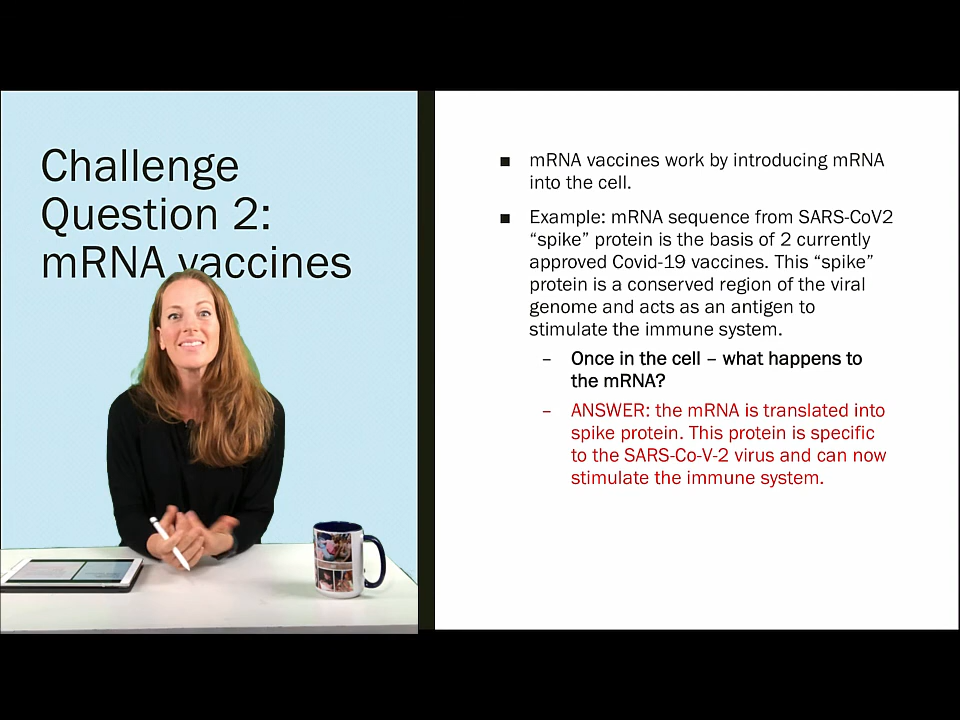 Challenge
Question 2:
mRNA vaccines
■ mRNA vaccines work by introducing mRNA
into the cell.
■ Example: mRNA sequence from SARS-CoV2
“spike” protein is the basis of 2 currently
approved Covid-19 vaccines. This “spike”
protein is a conserved region of the viral
genome and acts as an antigen to
stimulate the immune system.
– Once in the cell – what happens to
the mRNA?
– ANSWER: the mRNA is translated into
spike protein. This protein is specific
to the SARS-Co-V-2 virus and can now
stimulate the immune system.